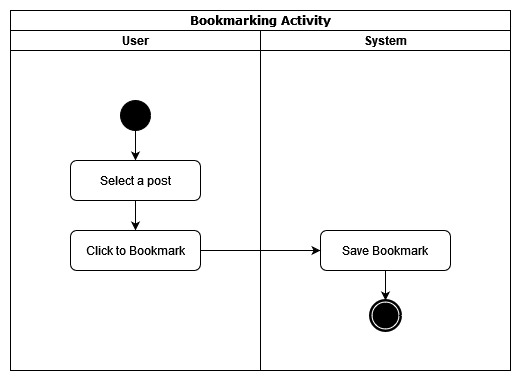 Bookmarking Activity
User
System
Select a post
Click to Bookmark
Save Bookmark